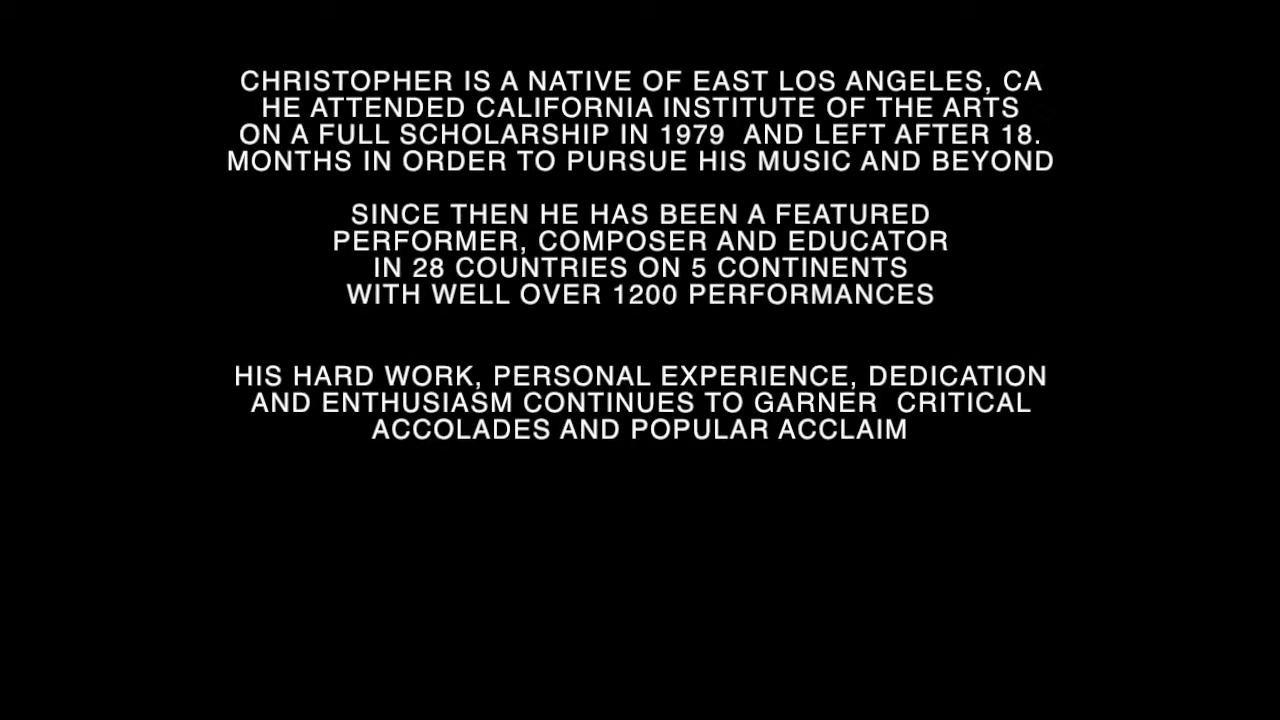 CHRISTOPHER IS A NATIVE OF EAST LOS ANGELES, CA
HE ATTENDED CALIFORNIA INSTITUTE OF THE ARTS
ON A FULL SCHOLARSHIP IN 1979  AND LEFT AFTER 18.
MONTHS IN ORDER TO PURSUE HIS MUSIC AND BEYOND
SINCE THEN HE HAS BEEN A FEATURED
PERFORMER, COMPOSER AND EDUCATOR
IN 28 COUNTRIES ON 5 CONTINENTS
WITH WELL OVER 1200 PERFORMANCES
HIS HARD WORK, PERSONAL EXPERIENCE, DEDICATION
AND ENTHUSIASM CONTINUES TO GARNER  CRITICAL
ACCOLADES AND POPULAR ACCLAIM